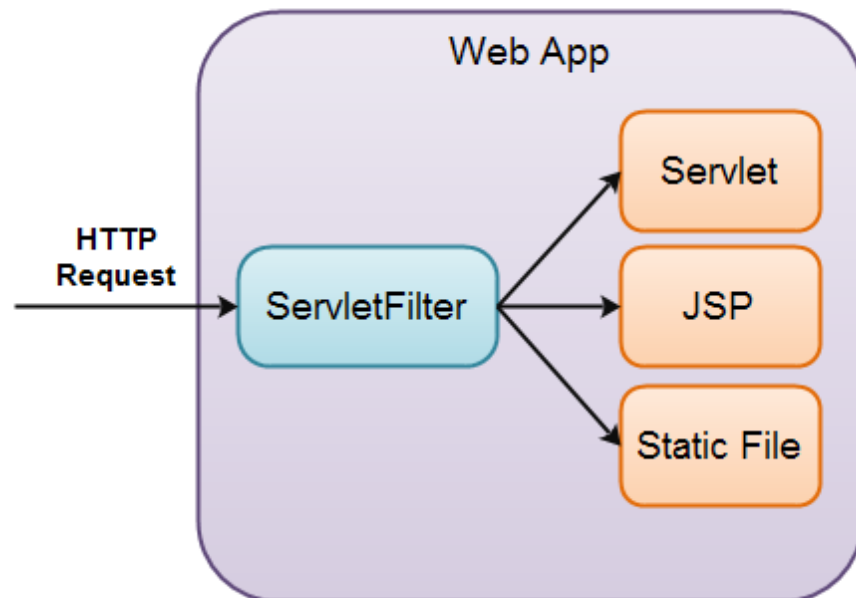 Web App
Servlet
HTTP
Request
ServletFilter
JSP
Static File